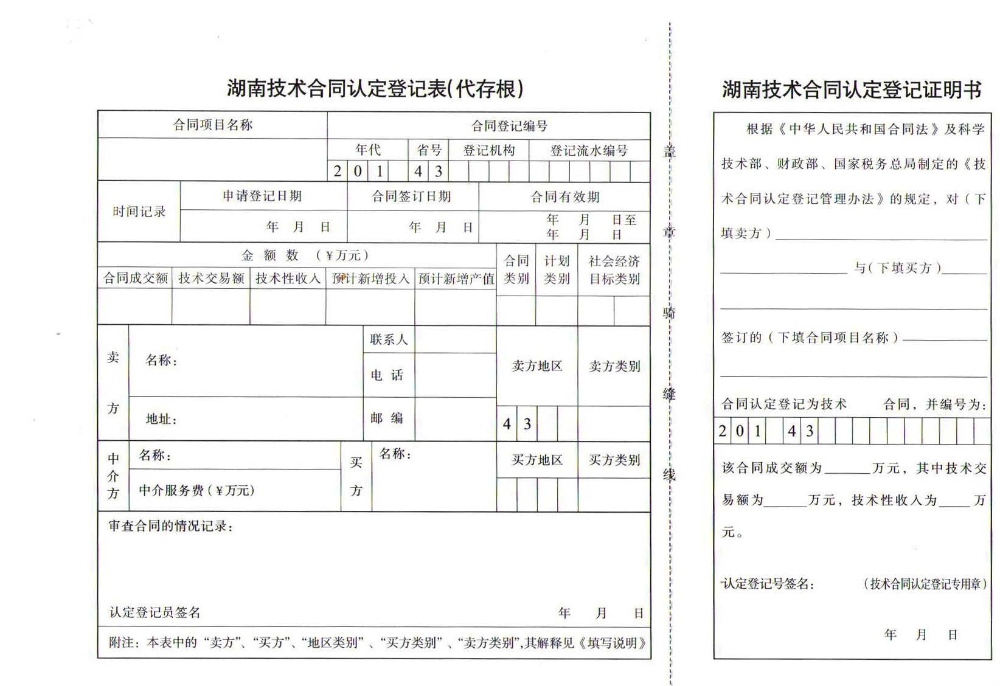 湖南技术合同认定登记表(代存根)
合同项目名称 合同登记编号
年代 省号 登记机构 登记流水编号
2 0 1 4 3
时间记录 申请登记日期 合同签订日期 合同有效期
年 月 日 年 月 日 年 月 日至
年 月 日
金 额 数 (￥万元) 合同类别 计划类别 社会经济目标类别
合同成交额 技术交易额 技术性收入 预计新增投入 预计新增产值
卖方 名称: 联系人 卖方地区 卖方类别
电 话
地址: 邮 编 4 3
中介方 名称: 买方 名称: 买方地区 买方类别
中介服务费(￥万元)
审查合同的情况记录:
认定登记员签名 年 月 日
附注: 本表中的“卖方”、“买方”、“地区类别”、“买方类别”、“卖方类别”,其解释见《填写说明》
盖章骑缝线
湖南技术合同认定登记证明书
根据《中华人民共和国合同法》及科学
技术部、财政部、国家税务总局制定的《技
术合同认定登记管理办法》的规定, 对(下
填卖方)
与(下填买方)
签订的(下填合同项目名称)
合同认定登记为技术 合同, 并编号为:
2 0 1 4 3
该合同成交额为______万元, 其中技术交
易额为______万元, 技术性收入为____万
元。
认定登记号签名: (技术合同认定登记专用章)
年 月 日